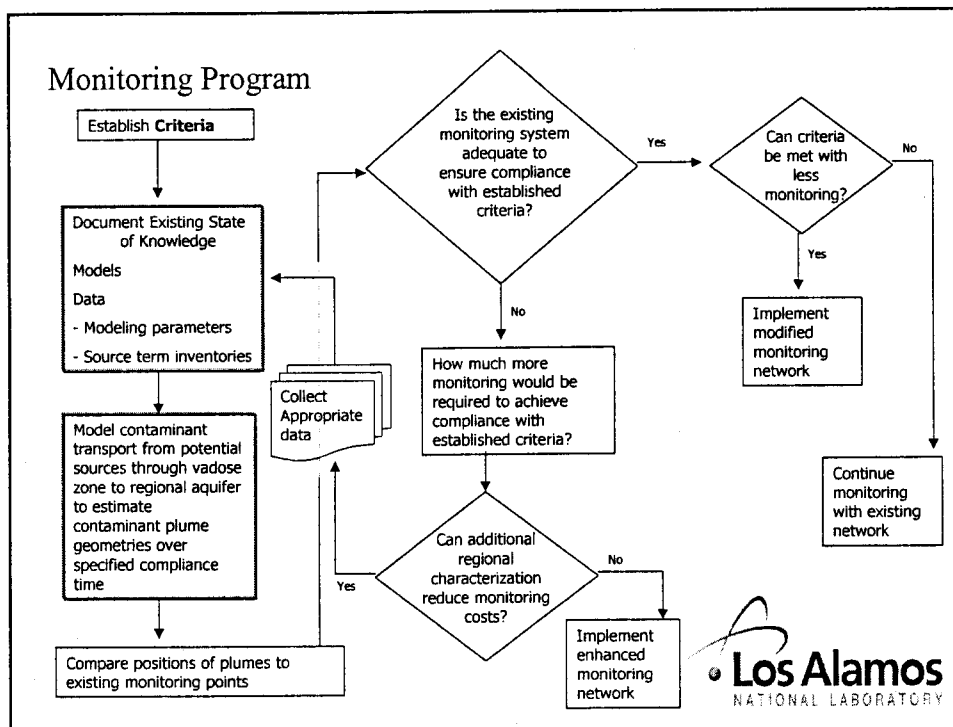 Monitoring Program
Establish Criteria
Document Existing State
of Knowledge
Models
Data
- Modeling parameters
- Source term inventories
Model contaminant
transport from potential
sources through vadose
zone to regional aquifer
to estimate
contaminant plume
geometries over
specified compliance
time
Compare positions of plumes to
existing monitoring points
Collect
Appropriate
data
Is the existing
monitoring system
adequate to
ensure compliance
with established
criteria?
Yes
No
Can criteria
be met with
less
monitoring?
No
Yes
Implement
modified
monitoring
network
Continue
monitoring
with existing
network
How much more
monitoring would be
required to achieve
compliance with
established criteria?
Can additional
regional
characterization
reduce monitoring
costs?
Yes
No
Implement
enhanced
monitoring
network
Los Alamos
NATIONAL LABORATORY